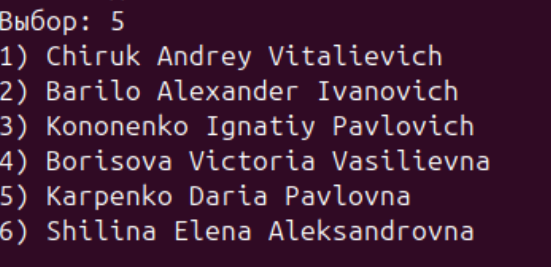 Выбор: 5
1) Chiruk Andrey Vitalievich
2) Barilo Alexander Ivanovich
3) Kononenko Ignatiy Pavlovich
4) Borisova Victoria Vasilievna
5) Karpenko Daria Pavlovna
6) Shilina Elena Aleksandrovna